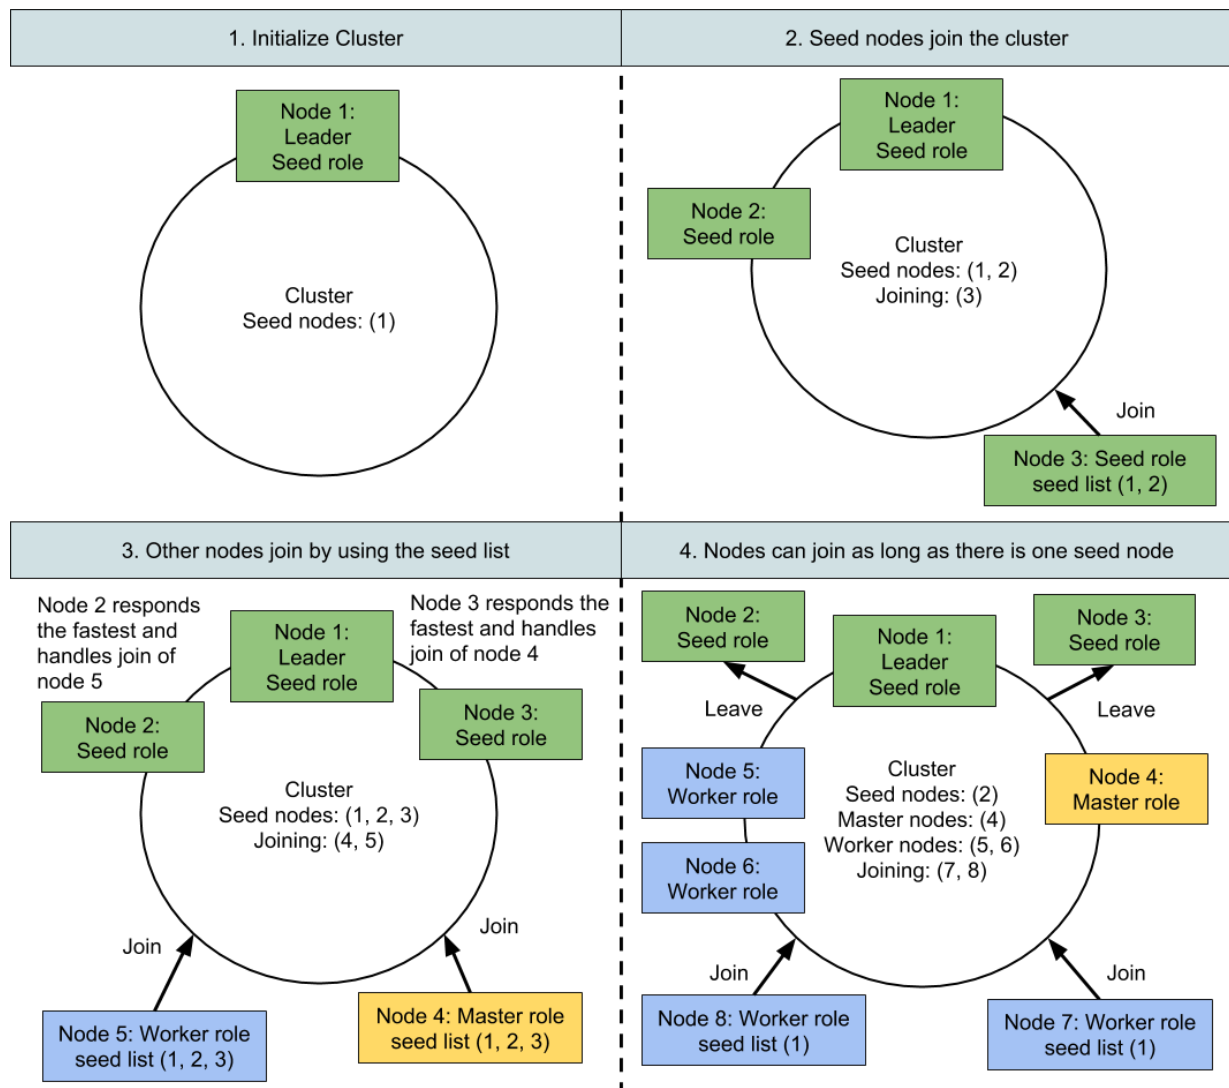 1. Initialize Cluster
Node 1:
Leader
Seed role
Cluster
Seed nodes: (1)
2. Seed nodes join the cluster
Node 1:
Leader
Seed role
Node 2:
Seed role
Cluster
Seed nodes: (1, 2)
Joining: (3)
Join
Node 3: Seed role
seed list (1, 2)
3. Other nodes join by using the seed list
Node 2 responds
the fastest and
handles join of
node 5
Node 1:
Leader
Seed role
Node 3 responds the
fastest and handles
join of node 4
Node 2:
Seed role
Node 3:
Seed role
Cluster
Seed nodes: (1, 2, 3)
Joining: (4, 5)
Join
Join
Node 5: Worker role
seed list (1, 2, 3)
Node 4: Master role
seed list (1, 2, 3)
4. Nodes can join as long as there is one seed node
Node 2:
Seed role
Node 1:
Leader
Seed role
Node 3:
Seed role
Leave
Leave
Node 5:
Worker role
Cluster
Seed nodes: (2)
Master nodes: (4)
Worker nodes: (5, 6)
Joining: (7, 8)
Node 4:
Master role
Node 6:
Worker role
Join
Join
Node 8: Worker role
seed list (1)
Node 7: Worker role
seed list (1)